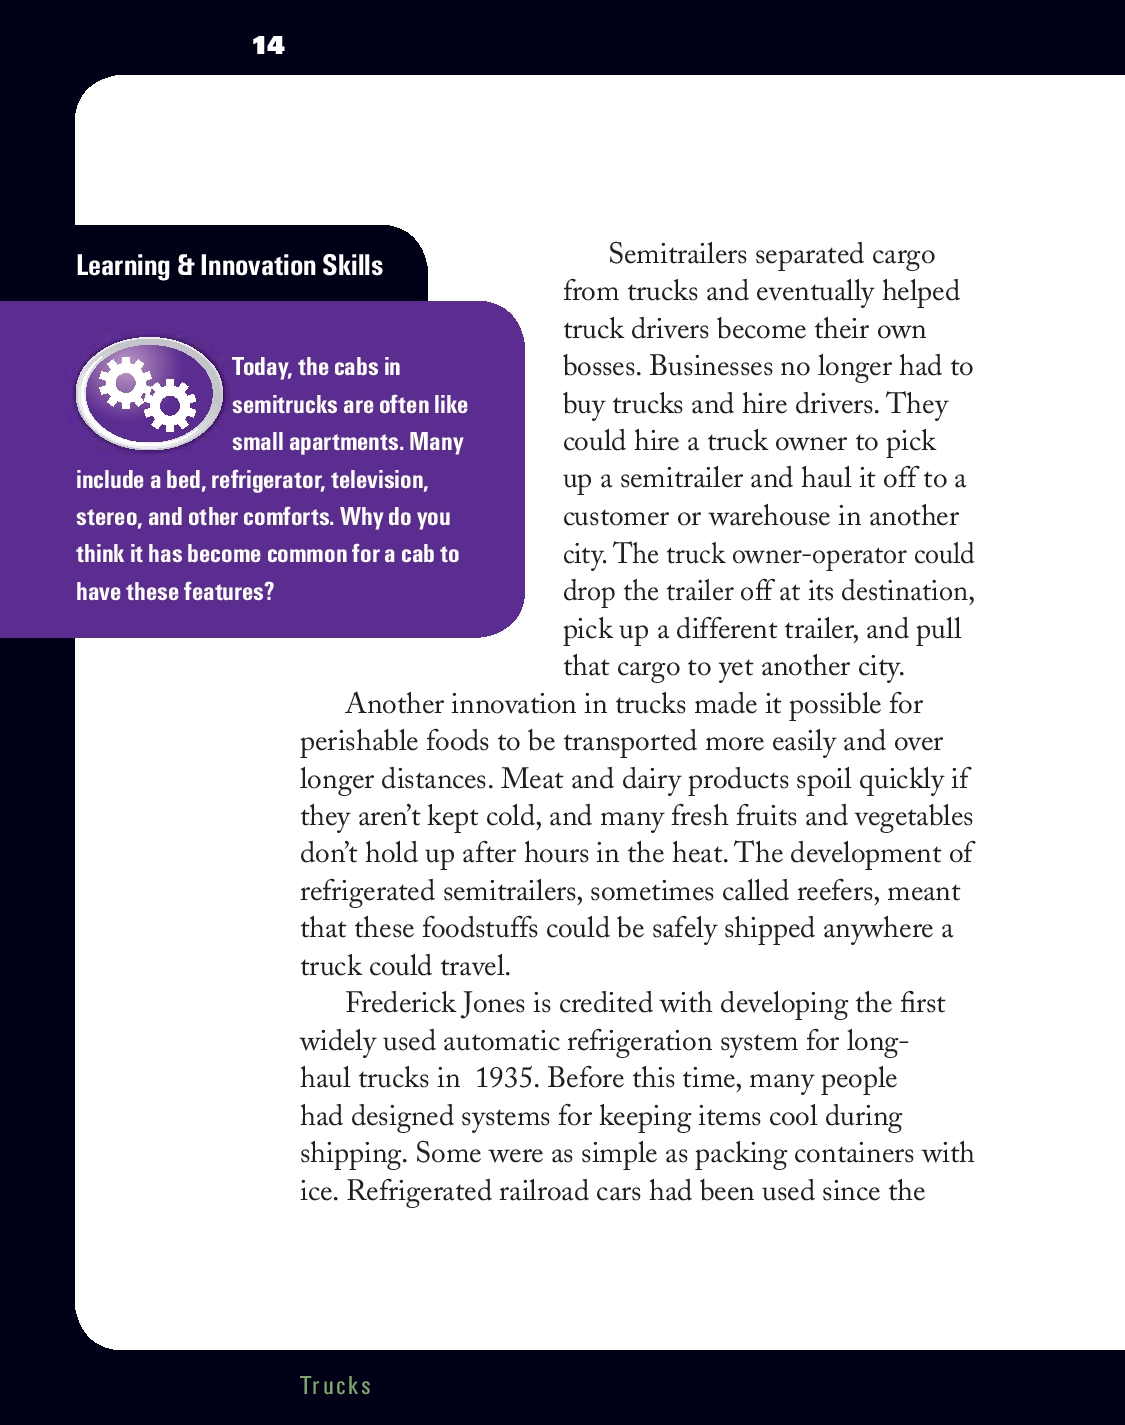 14
Learning & Innovation Skills
Today, the cabs in
semitrucks are often like
small apartments. Many
include a bed, refrigerator, television,
stereo, and other comforts. Why do you
think it has become common for a cab to
have these features?
Semitrailers separated cargo
from trucks and eventually helped
truck drivers become their own
bosses. Businesses no longer had to
buy trucks and hire drivers. They
could hire a truck owner to pick
up a semitrailer and haul it off to a
customer or warehouse in another
city. The truck owner-operator could
drop the trailer off at its destination,
pick up a different trailer, and pull
that cargo to yet another city.
Another innovation in trucks made it possible for
perishable foods to be transported more easily and over
longer distances. Meat and dairy products spoil quickly if
they aren’t kept cold, and many fresh fruits and vegetables
don’t hold up after hours in the heat. The development of
refrigerated semitrailers, sometimes called reefers, meant
that these foodstuffs could be safely shipped anywhere a
truck could travel.
Frederick Jones is credited with developing the first
widely used automatic refrigeration system for long-
haul trucks in 1935. Before this time, many people
had designed systems for keeping items cool during
shipping. Some were as simple as packing containers with
ice. Refrigerated railroad cars had been used since the
Trucks